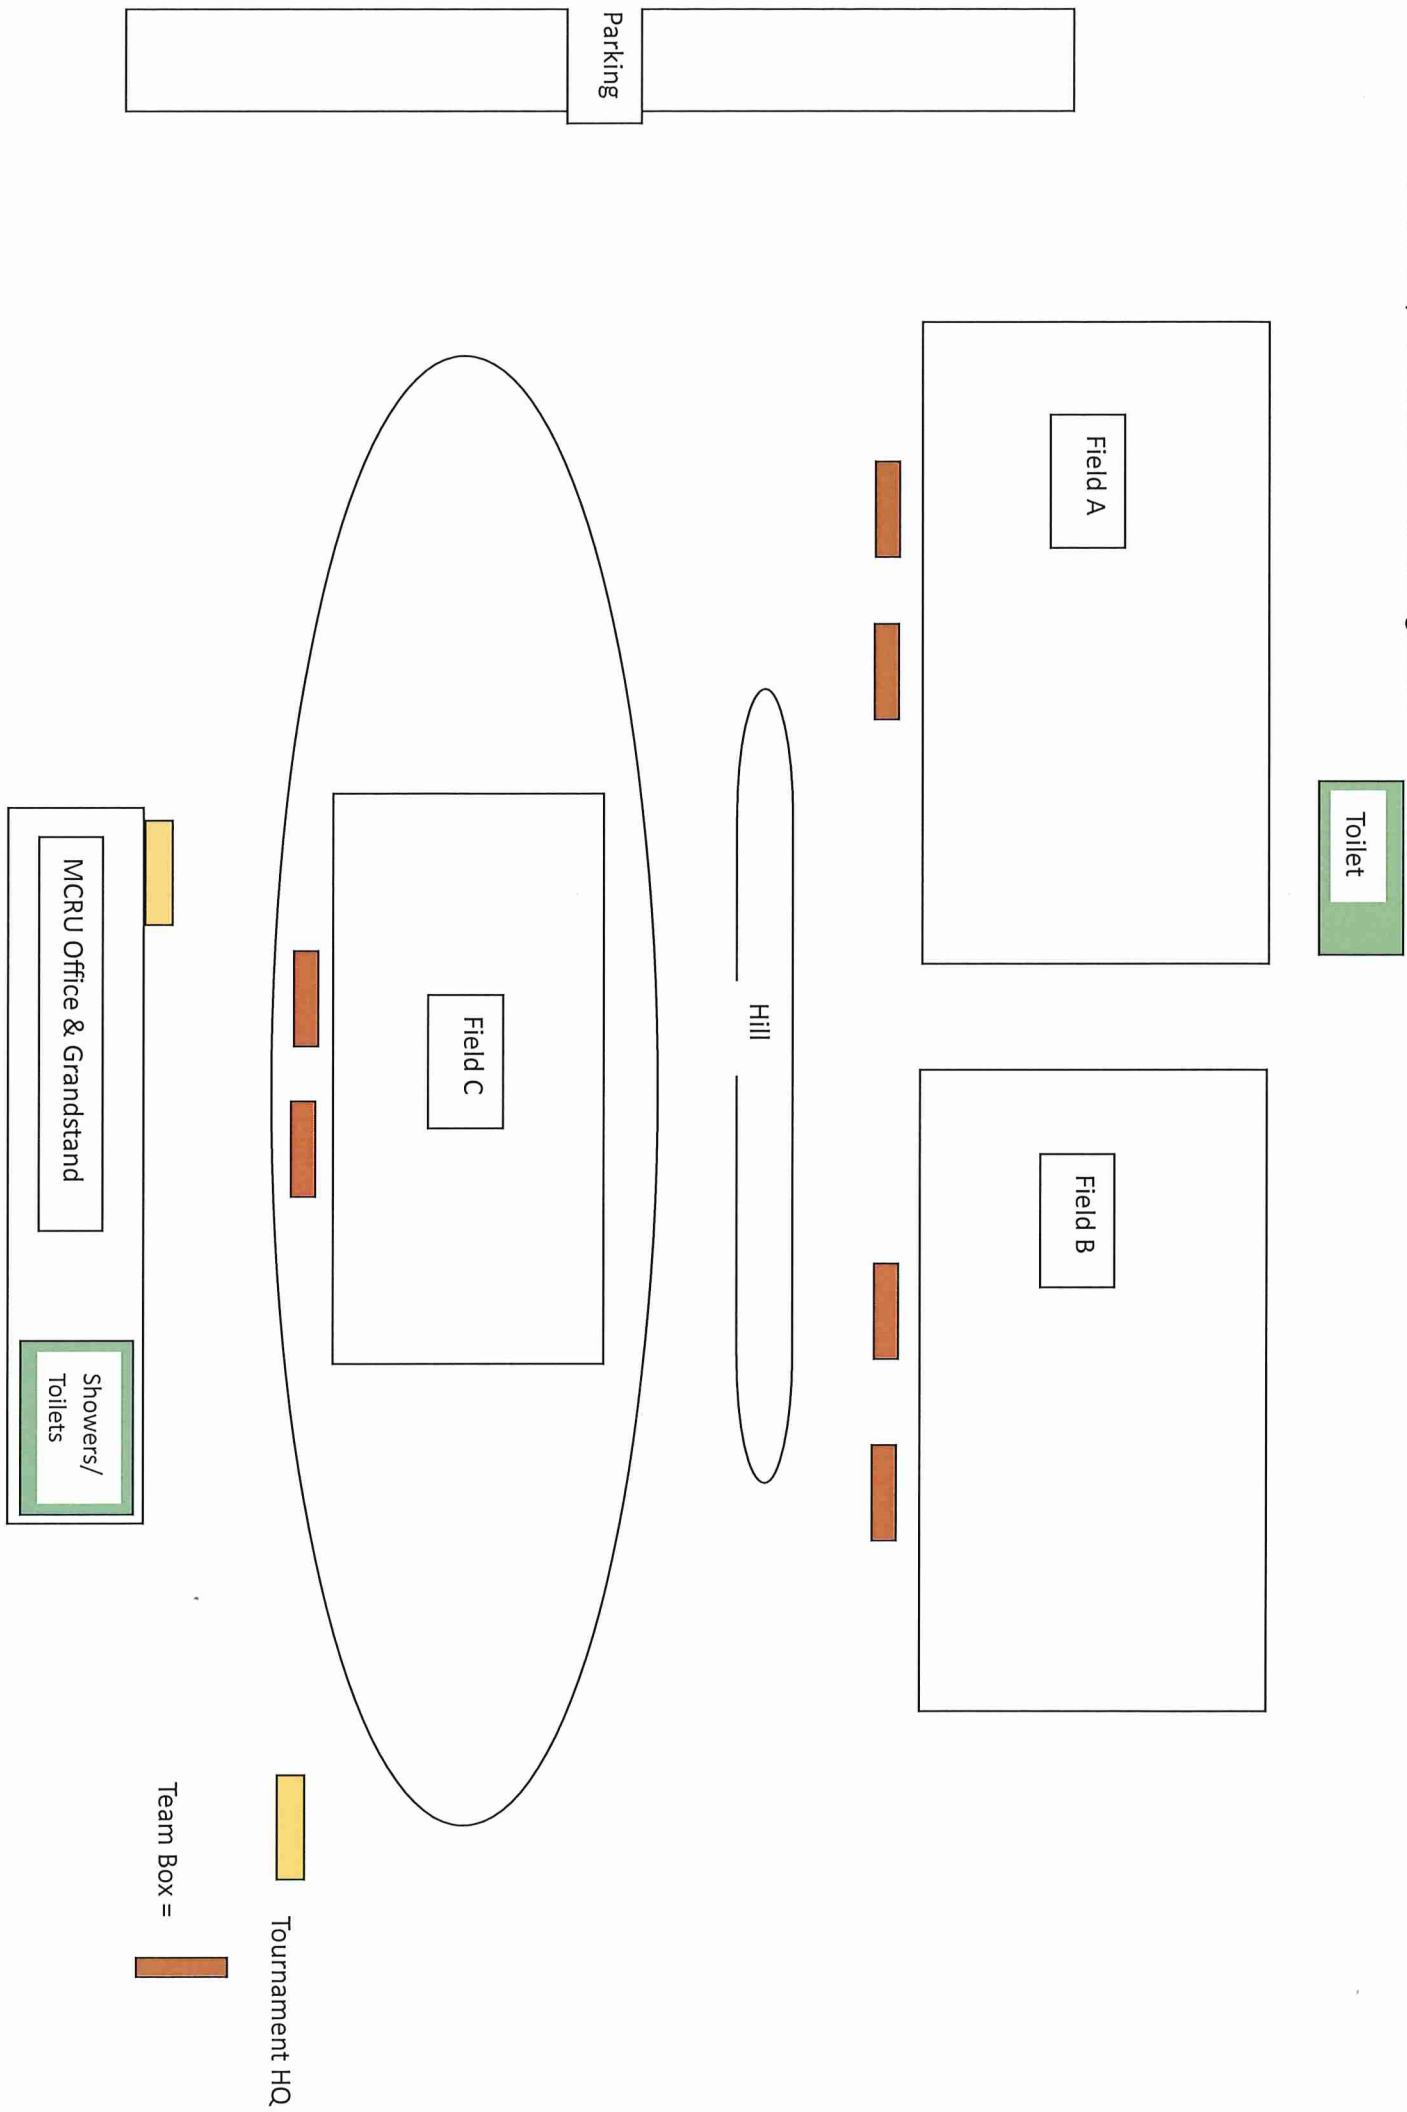 Toilet
Field A
Field B
Parking
Hill
Field C
MCRU Office & Grandstand
Showers/
Toilets
Tournament HQ
Team Box =